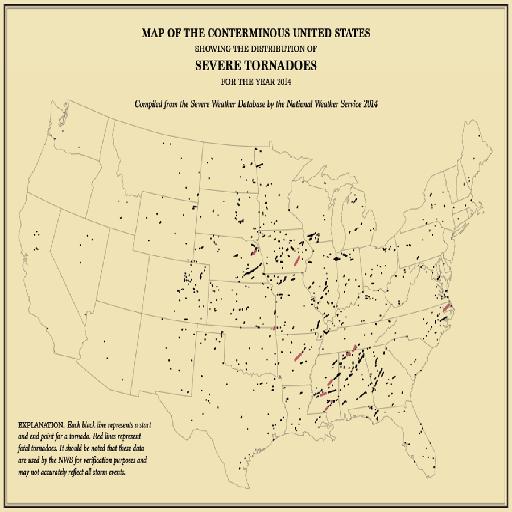 MAP OF THE CONTERMINOUS UNITED STATES
SHOWING THE DISTRIBUTION OF
SEVERE TORNADOES
FOR THE YEAR 2014
Compiled from the Severe Weather Database by the National Weather Service 2014
EXPLANATION. Each black line represents a start
and end point for a tornado. Red lines represent
fatal tornadoes. It should be noted that these data
are used by the NWS for verification purposes and
may not accurately reflect all storm events.